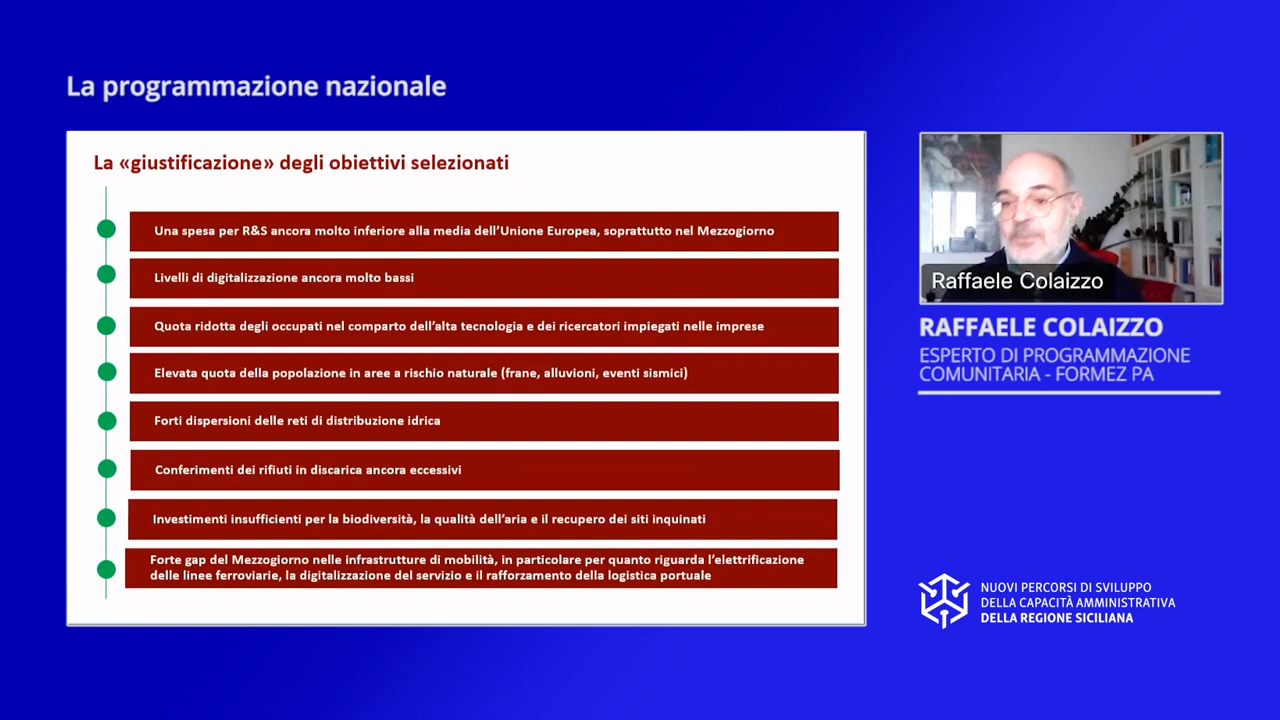 La programmazione nazionale
La «giustificazione» degli obiettivi selezionati
Una spesa per R&S ancora molto inferiore alla media dell’Unione Europea, soprattutto nel Mezzogiorno
Livelli di digitalizzazione ancora molto bassi
Quota ridotta degli occupati nel comparto dell’alta tecnologia e dei ricercatori impiegati nelle imprese
Elevata quota della popolazione in aree a rischio naturale (frane, alluvioni, eventi sismici)
Forti dispersioni delle reti di distribuzione idrica
Conferimenti dei rifiuti in discarica ancora eccessivi
Investimenti insufficienti per la biodiversità, la qualità dell’aria e il recupero dei siti inquinati
Forte gap del Mezzogiorno nelle infrastrutture di mobilità, in particolare per quanto riguarda l’elettrificazione
delle linee ferroviarie, la digitalizzazione del servizio e il rafforzamento della logistica portuale
Raffaele Colaizzo
RAFFAELE COLAIZZO
ESPERTO DI PROGRAMMAZIONE
COMUNITARIA - FORMEZ PA
NUOVI PERCORSI DI SVILUPPO
DELLA CAPACITÀ AMMINISTRATIVA
DELLA REGIONE SICILIANA